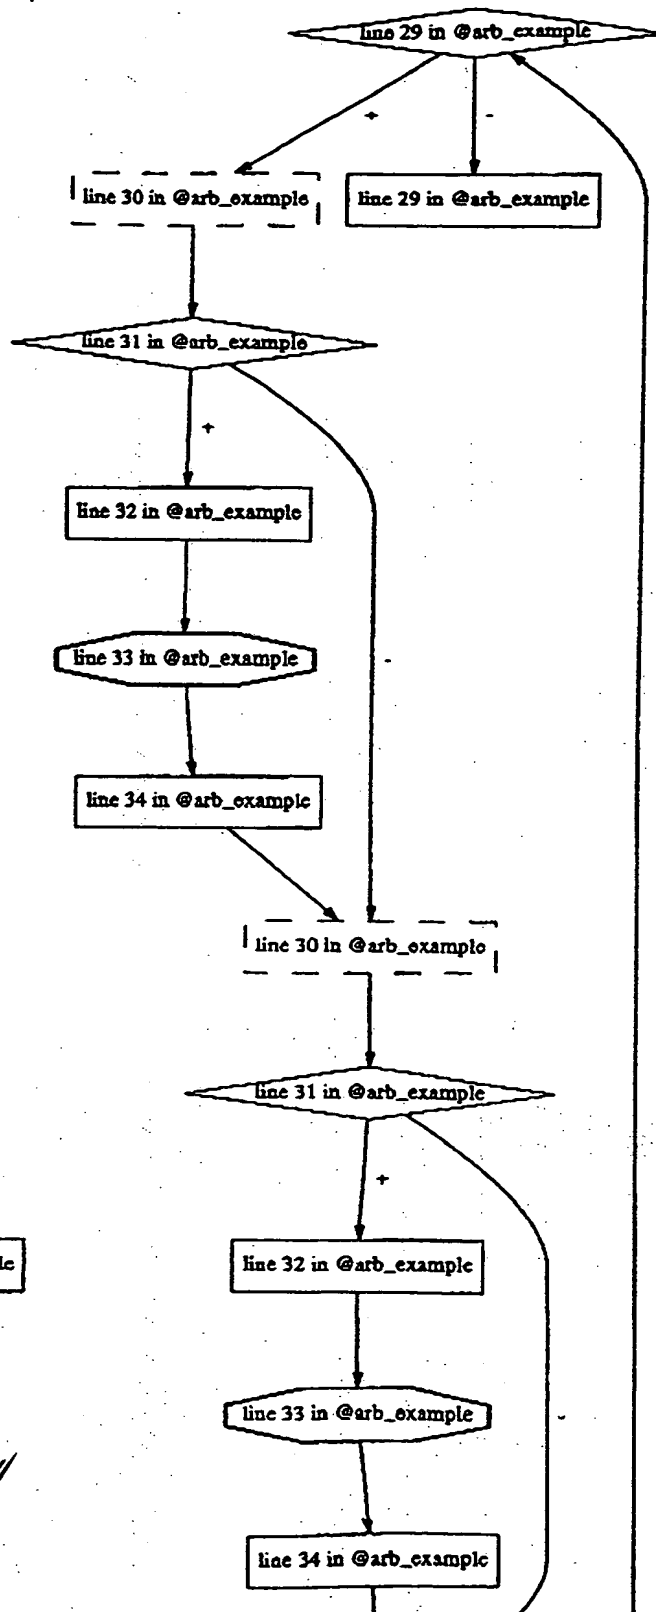 line 29 in @arb_example
+ -
line 30 in @arb_example
line 29 in @arb_example
line 31 in @arb_example
+
line 32 in @arb_example
line 33 in @arb_example
-
line 34 in @arb_example
line 30 in @arb_example
line 31 in @arb_example
+
le
line 32 in @arb_example
line 33 in @arb_example
-
line 34 in @arb_example